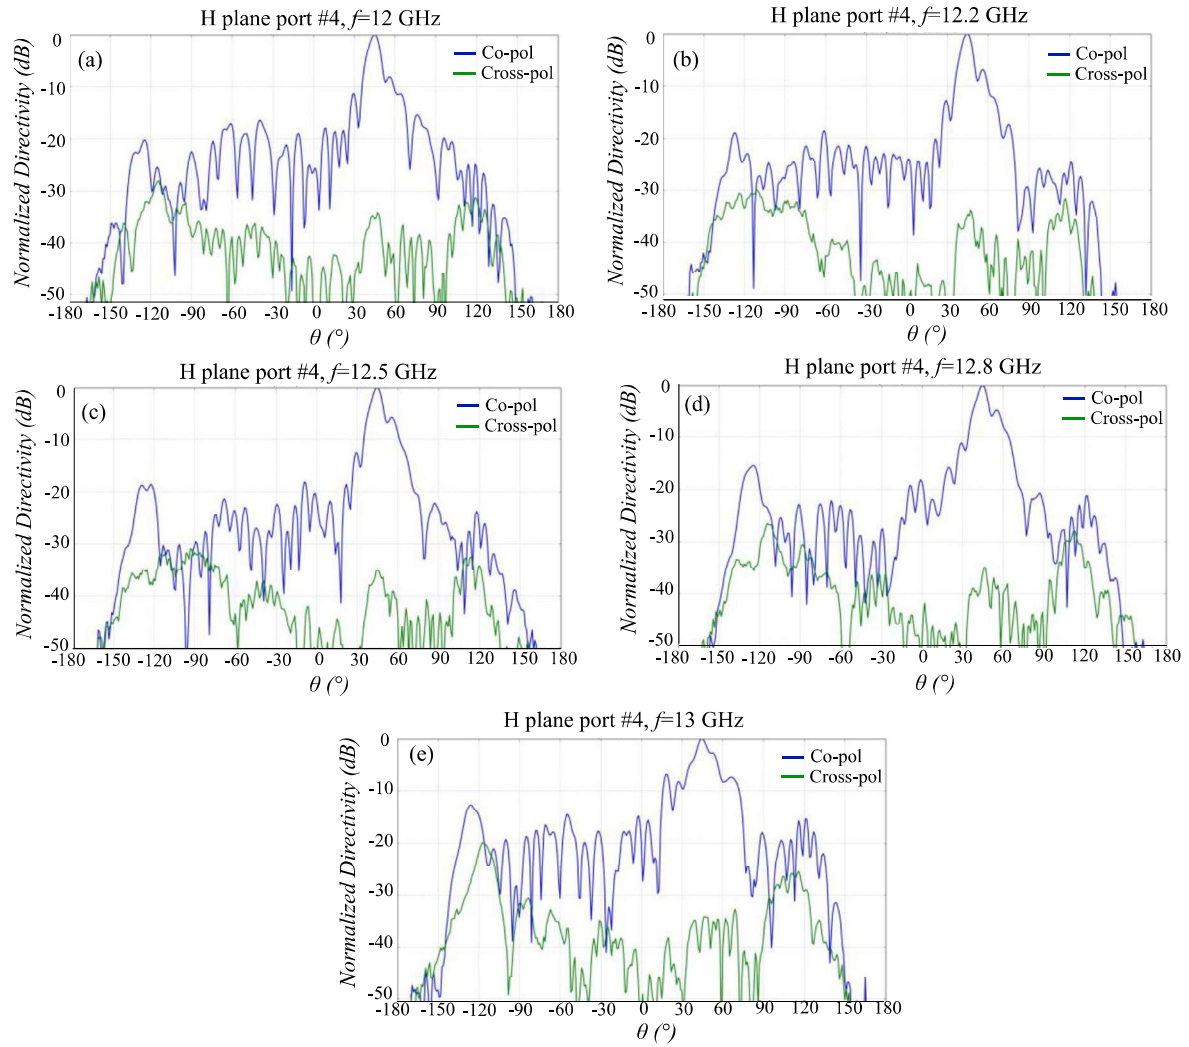 H plane port #4, f=12 GHz
(a)
Co-pol
Cross-pol
Normalized Directivity (dB)
0
-10
-20
-30
-40
-50
-180 -150 -120 -90 -60 -30 0 30 60 90 120 150 180
θ (°)
H plane port #4, f=12.2 GHz
(b)
Co-pol
Cross-pol
Normalized Directivity (dB)
0
-10
-20
-30
-40
-50
-180 -150 -120 -90 -60 -30 0 30 60 90 120 150 180
θ (°)
H plane port #4, f=12.5 GHz
(c)
Co-pol
Cross-pol
Normalized Directivity (dB)
0
-10
-20
-30
-40
-50
-180 -150 -120 -90 -60 -30 0 30 60 90 120 150 180
θ (°)
H plane port #4, f=12.8 GHz
(d)
Co-pol
Cross-pol
Normalized Directivity (dB)
0
-10
-20
-30
-40
-50
-180 -150 -120 -90 -60 -30 0 30 60 90 120 150 180
θ (°)
H plane port #4, f=13 GHz
(e)
Co-pol
Cross-pol
Normalized Directivity (dB)
0
-10
-20
-30
-40
-50
-180 -150 -120 -90 -60 -30 0 30 60 90 120 150 180
θ (°)